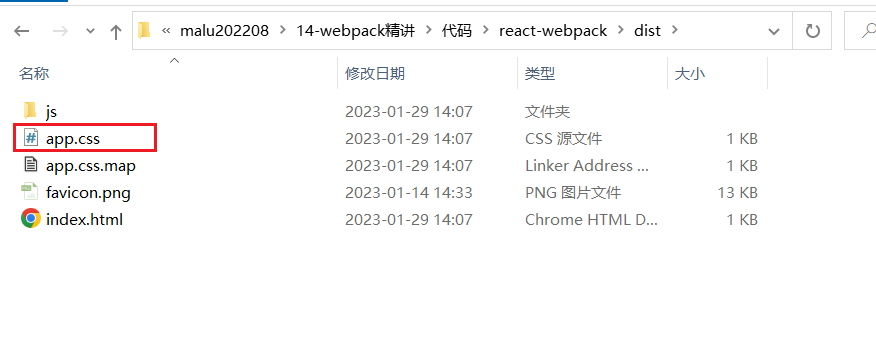 « malu202208 > 14-webpack精讲 > 代码 > react-webpack > dist >
名称 修改日期 类型 大小
js 2023-01-29 14:07 文件夹
app.css 2023-01-29 14:07 CSS 源文件 1 KB
app.css.map 2023-01-29 14:07 Linker Address ... 1 KB
favicon.png 2023-01-14 14:33 PNG 图片文件 13 KB
index.html 2023-01-29 14:07 Chrome HTML D... 1 KB